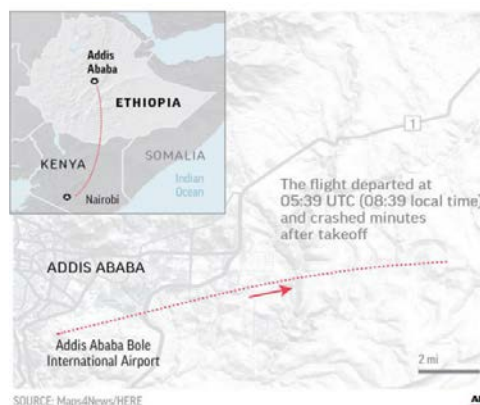 Addis
Ababa
ETHIOPIA
KENYA
SOMALIA
Indian
Ocean
Nairobi
1
The flight departed at
05:39 UTC (08:39 local time)
and crashed minutes
after takeoff
ADDIS ABABA
Addis Ababa Bole
International Airport
2 mi
SOURCE: Maps4News/HERE